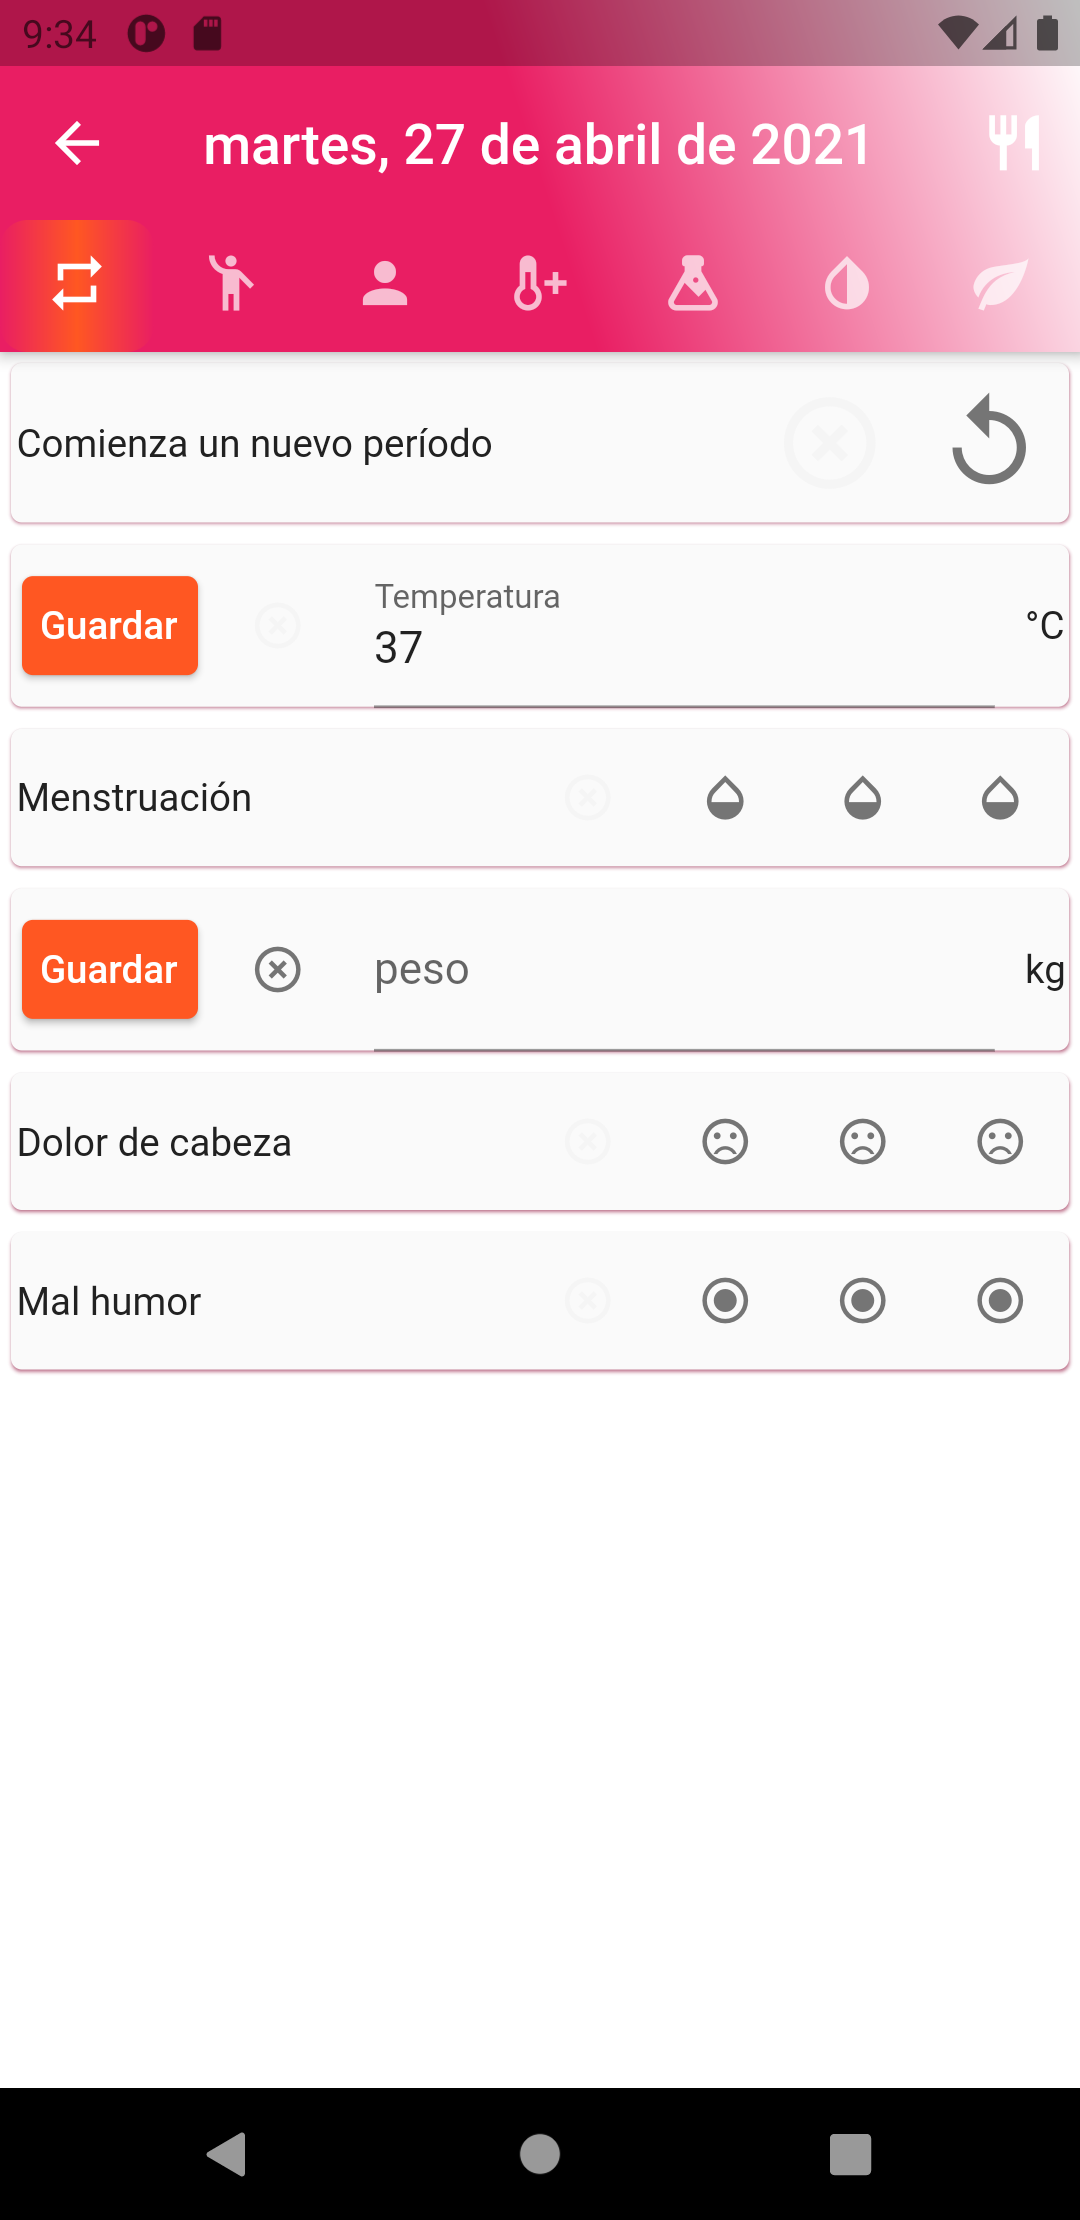 9:34
martes, 27 de abril de 2021
Comienza un nuevo período
Guardar
Temperatura
37
°C
Menstruación
Guardar
peso
kg
Dolor de cabeza
Mal humor